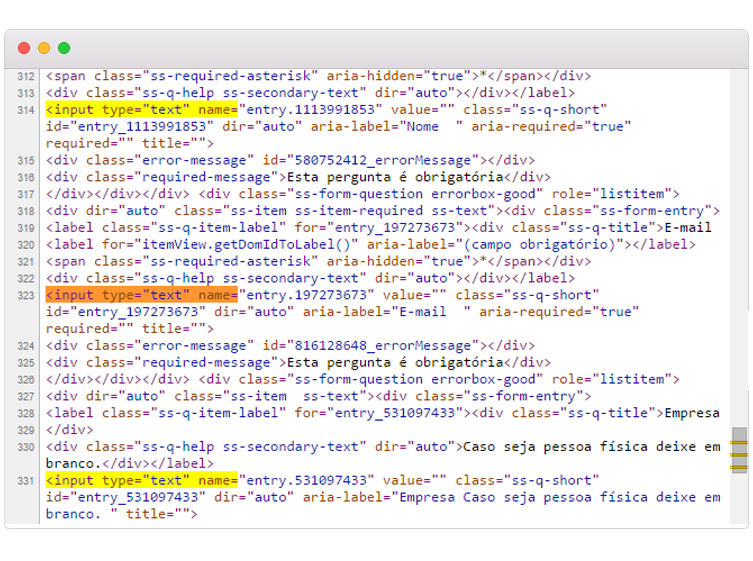 312 <span class="ss-required-asterisk" aria-hidden="true">*</span></div>
313 <div class="ss-q-help ss-secondary-text" dir="auto"></div></label>
314 <input type="text" name="entry.1113991853" value="" class="ss-q-short"
id="entry_1113991853" dir="auto" aria-label="Nome  " aria-required="true"
required="" title="">
315 <div class="error-message" id="580752412_errorMessage"></div>
316 <div class="required-message">Esta pergunta é obrigatória</div>
317 </div></div></div> <div class="ss-form-question errorbox-good" role="listitem">
318 <div dir="auto" class="ss-item ss-item-required ss-text"><div class="ss-form-entry">
319 <label class="ss-q-item-label" for="entry_197273673"><div class="ss-q-title">E-mail
320 <label for="itemView.getDomIdToLabel()" aria-label="(campo obrigatório)"></label>
321 <span class="ss-required-asterisk" aria-hidden="true">*</span></div>
322 <div class="ss-q-help ss-secondary-text" dir="auto"></div></label>
323 <input type="text" name="entry.197273673" value="" class="ss-q-short"
id="entry_197273673" dir="auto" aria-label="E-mail  " aria-required="true"
required="" title="">
324 <div class="error-message" id="816128648_errorMessage"></div>
325 <div class="required-message">Esta pergunta é obrigatória</div>
326 </div></div></div> <div class="ss-form-question errorbox-good" role="listitem">
327 <div dir="auto" class="ss-item  ss-text"><div class="ss-form-entry">
328 <label class="ss-q-item-label" for="entry_531097433"><div class="ss-q-title">Empresa
329 </div>
330 <div class="ss-q-help ss-secondary-text" dir="auto">Caso seja pessoa física deixe em
branco.</div></label>
331 <input type="text" name="entry.531097433" value="" class="ss-q-short"
id="entry_531097433" dir="auto" aria-label="Empresa Caso seja pessoa física deixe em
branco. " title="">